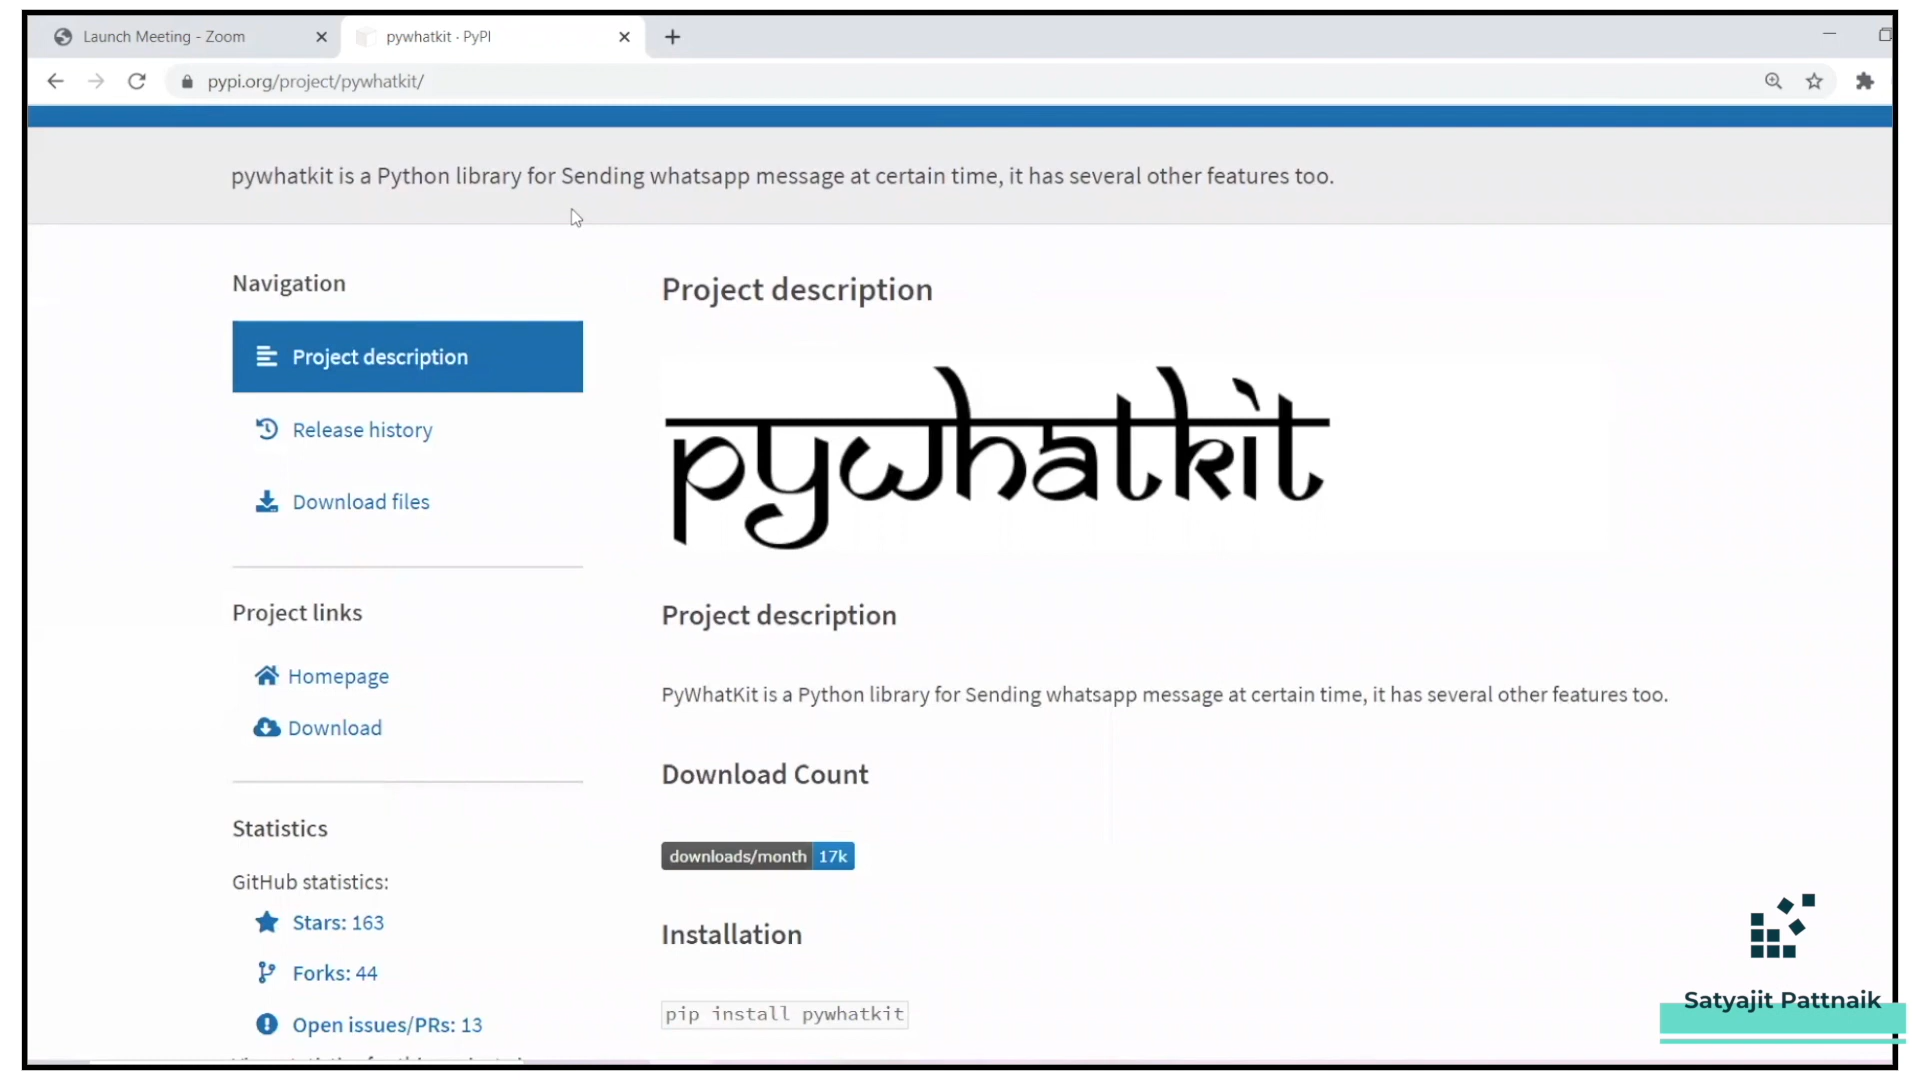 Launch Meeting - Zoom
pywhatkit · PyPI
pypi.org/project/pywhatkit/
pywhatkit is a Python library for Sending whatsapp message at certain time, it has several other features too.
Navigation
Project description
Release history
Download files
Project links
Homepage
Download
Statistics
GitHub statistics:
Stars: 163
Forks: 44
Open issues/PRs: 13
Project description
pywhatkit
Project description
PyWhatKit is a Python library for Sending whatsapp message at certain time, it has several other features too.
Download Count
downloads/month 17k
Installation
pip install pywhatkit
Satyajit Pattnaik